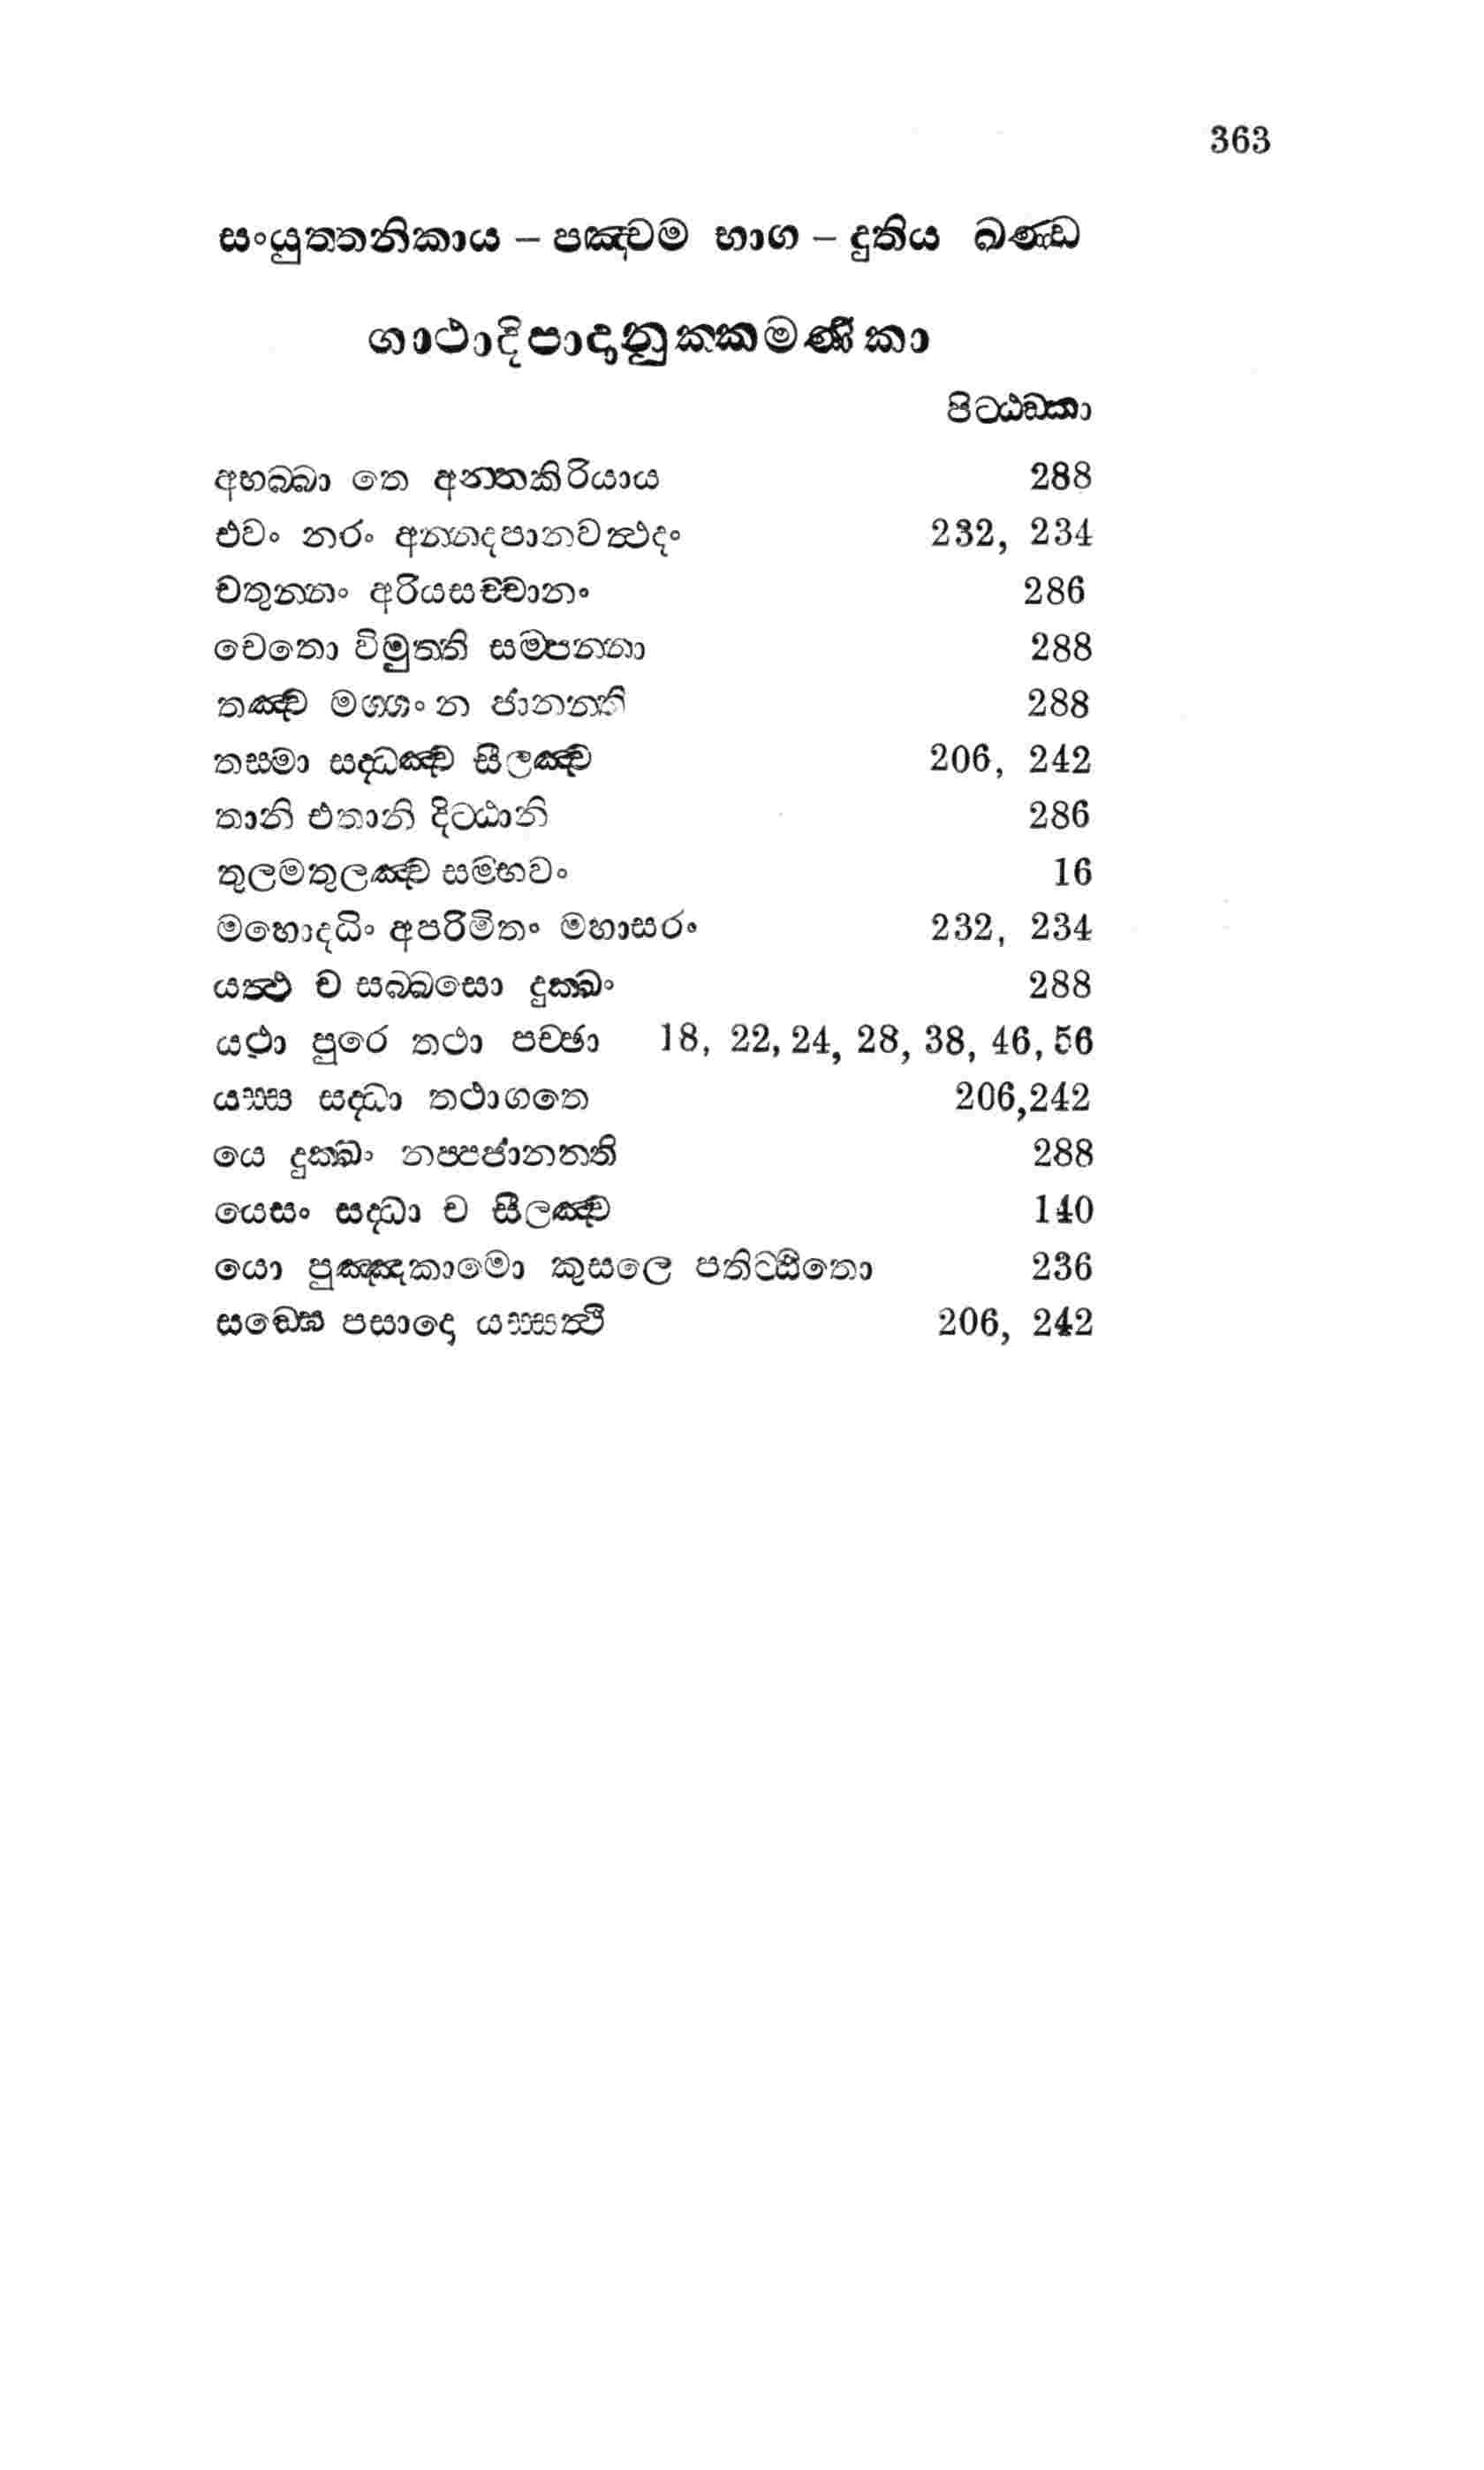 363
සංයුත්තනිකාය – පඤ්චම භාග – දුතිය ඛණ්ඩ
ගාථාදිපාදානුක්කමණිකා
පිට්ඨඞ්කා
අභබ්බා තෙ අන්තකිරියාය 288
එවං නරං අන්නදපානවත්ථදං 232, 234
චතුන්නං අරියසච්චානං 286
චෙතො විමුත්ති සම්පන්නා 288
තඤ්ච මග්ගං න ජානන්ති 288
තස්මා සද්ධඤ්ච සීලඤ්ච 206, 242
තානි එතානි දිට්ඨානි 286
තුලමතුලඤ්ච සම්භවං 16
මහොදධිං අපරිමිතං මහාසරං 232, 234
යත්ථ ච සබ්බසො දුක්ඛං 288
යථා පුරෙ තථා පච්ඡා 18, 22, 24, 28, 38, 46, 56
යස්ස සද්ධා තථාගතෙ 206,242
යෙ දුක්ඛං නප්පජානන්ති 288
යෙසං සද්ධා ච සීලඤ්ච 140
යො පුඤ්ඤකාමො කුසලෙ පතිට්ඨිතො 236
සඞ්ඝෙ පසාදො යස්සත්ථි 206, 242